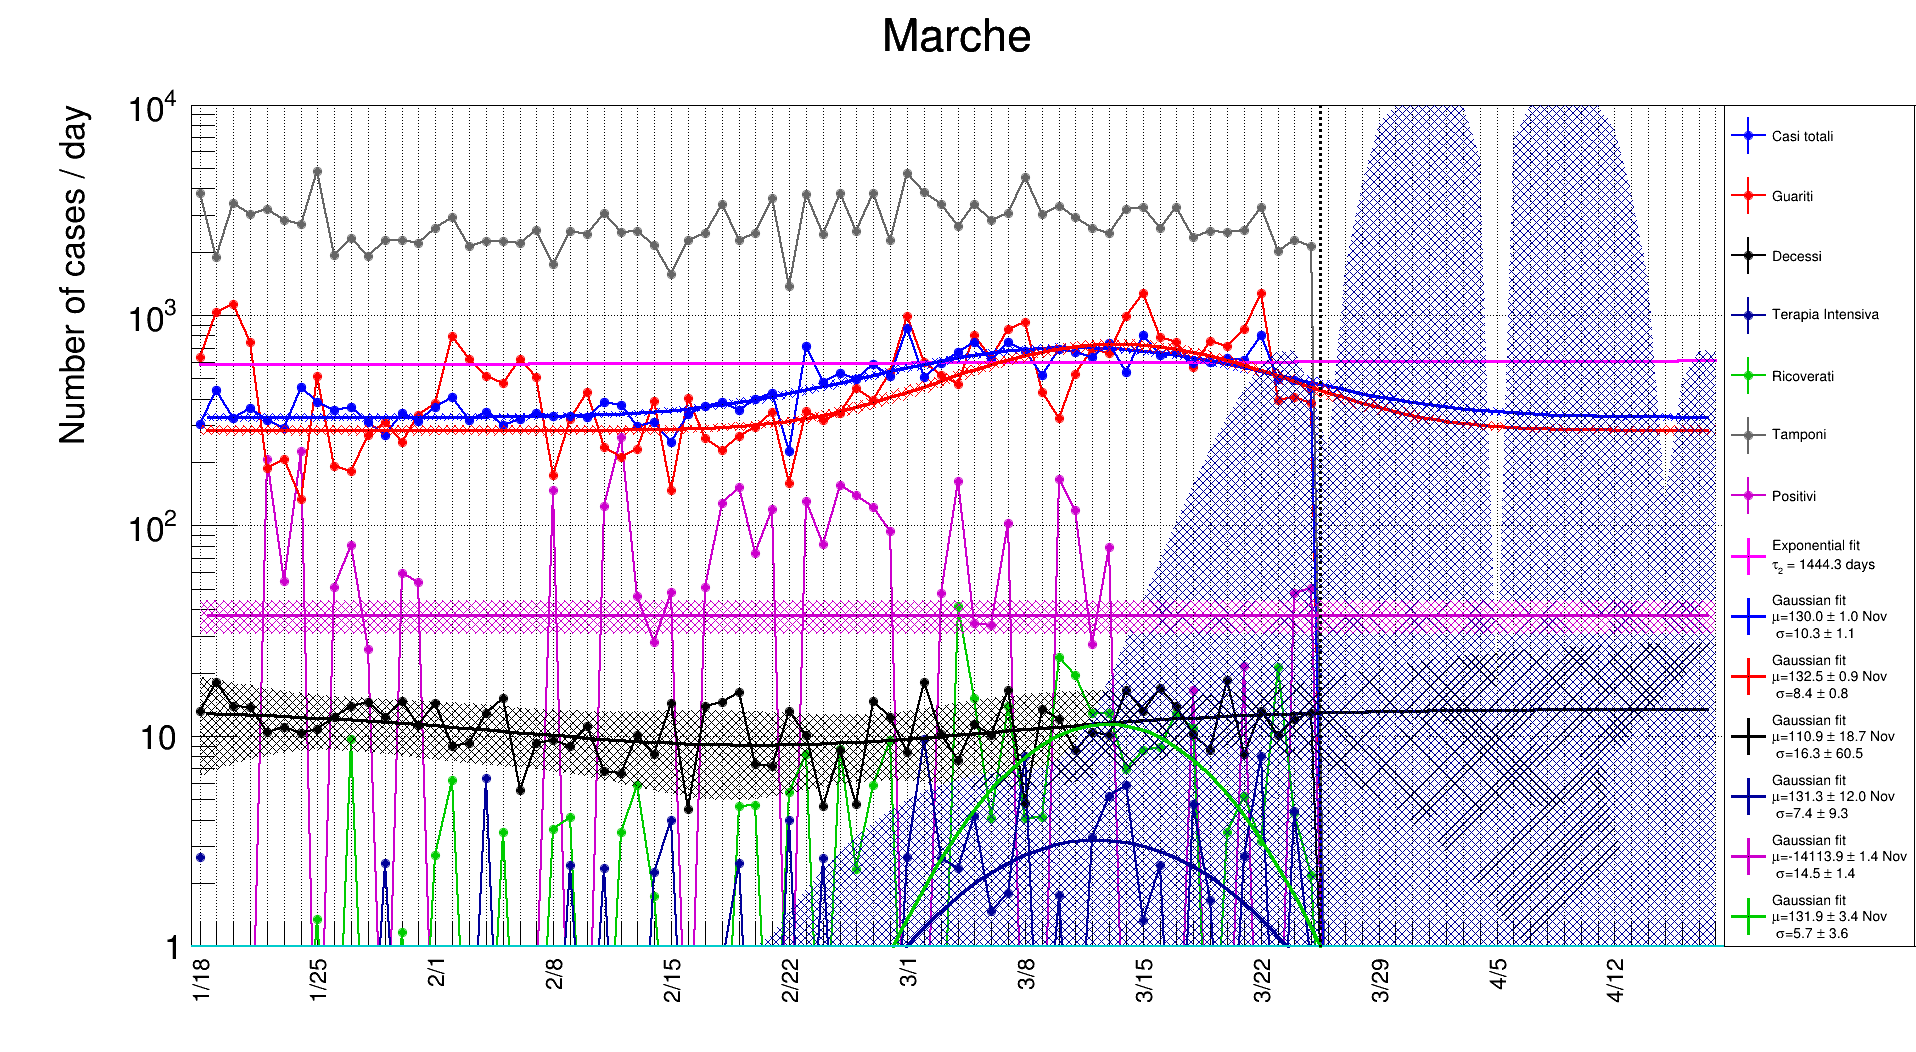 Marche
Number of cases / day
10^4
10^3
10^2
10
1
1/18
1/25
2/1
2/8
2/15
2/22
3/1
3/8
3/15
3/22
3/29
4/5
4/12
Casi totali
Guariti
Decessi
Terapia Intensiva
Ricoverati
Tamponi
Positivi
Exponential fit
τ₂ = 1444.3 days
Gaussian fit
μ=130.0 ± 1.0 Nov
σ=10.3 ± 1.1
Gaussian fit
μ=132.5 ± 0.9 Nov
σ=8.4 ± 0.8
Gaussian fit
μ=110.9 ± 18.7 Nov
σ=16.3 ± 60.5
Gaussian fit
μ=131.3 ± 12.0 Nov
σ=7.4 ± 9.3
Gaussian fit
μ=-14113.9 ± 1.4 Nov
σ=14.5 ± 1.4
Gaussian fit
μ=131.9 ± 3.4 Nov
σ=5.7 ± 3.6